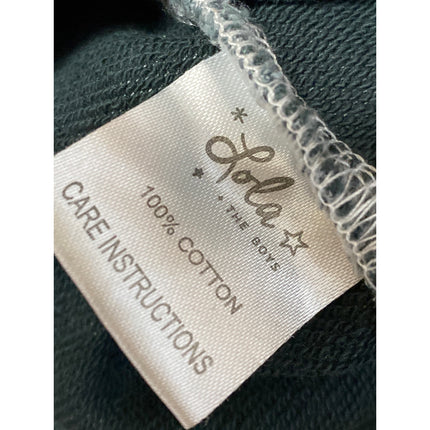 Lola
+ THE BOYS
100% COTTON
CARE INSTRUCTIONS